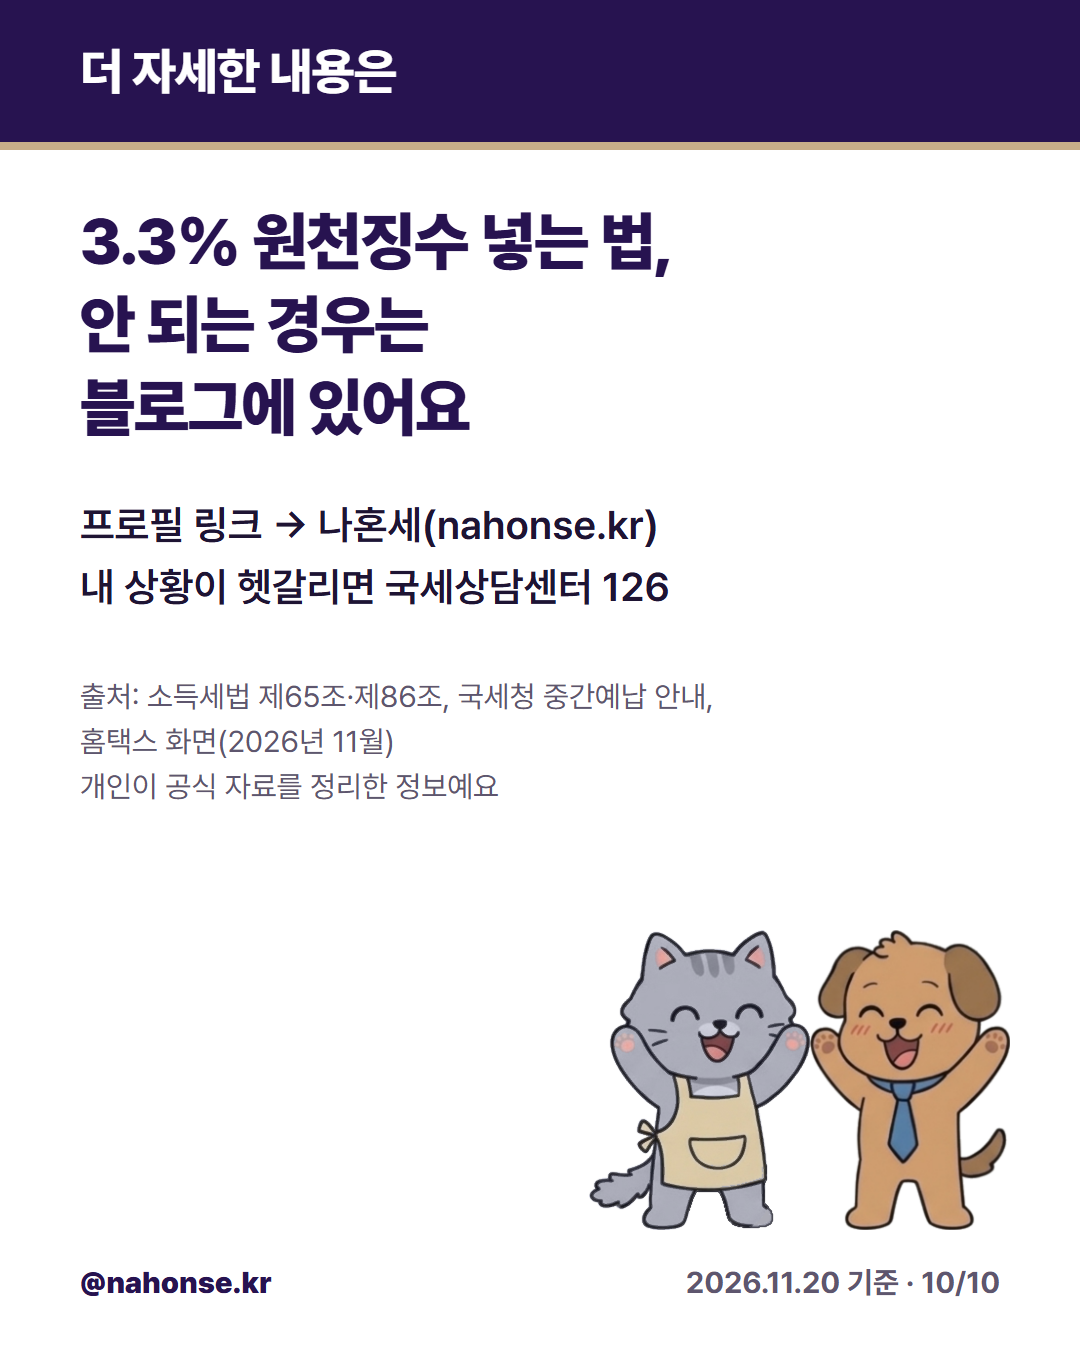 더 자세한 내용은
3.3% 원천징수 넣는 법,
안 되는 경우는
블로그에 있어요
프로필 링크 → 나혼세(nahonse.kr)
내 상황이 헷갈리면 국세상담센터 126
출처: 소득세법 제65조·제86조, 국세청 중간예납 안내,
홈택스 화면(2026년 11월)
개인이 공식 자료를 정리한 정보예요
@nahonse.kr
2026.11.20 기준 · 10/10